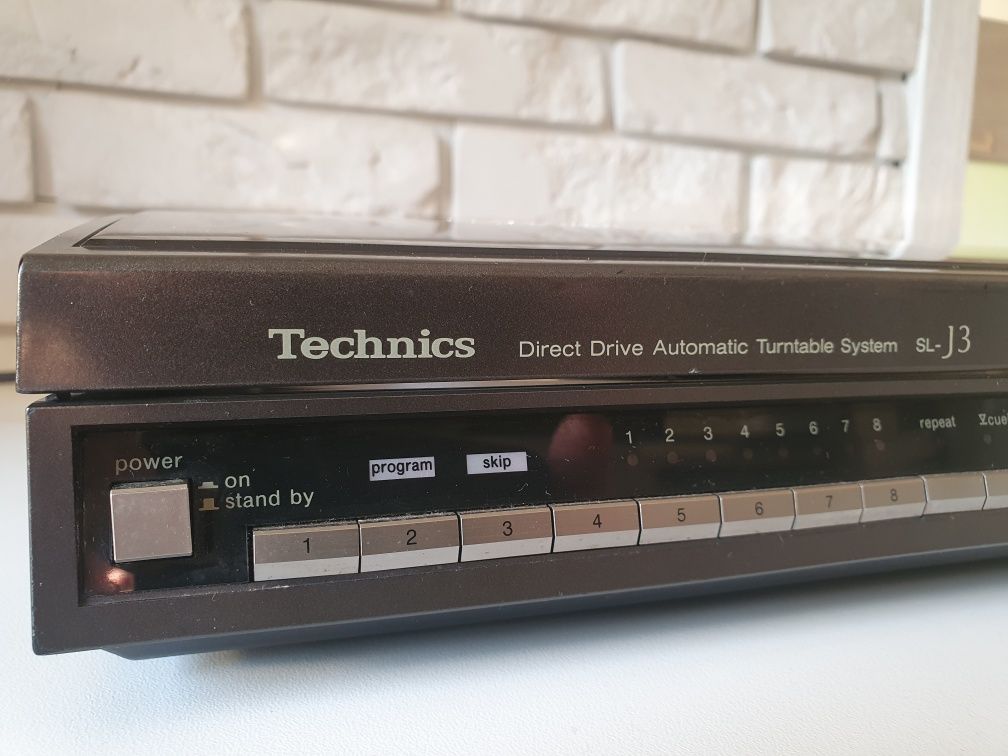 Technics Direct Drive Automatic Turntable System SL-J3
power
on
stand by
program skip
1 2 3 4 5 6 7 8 repeat cue
1 2 3 4 5 6 7 8